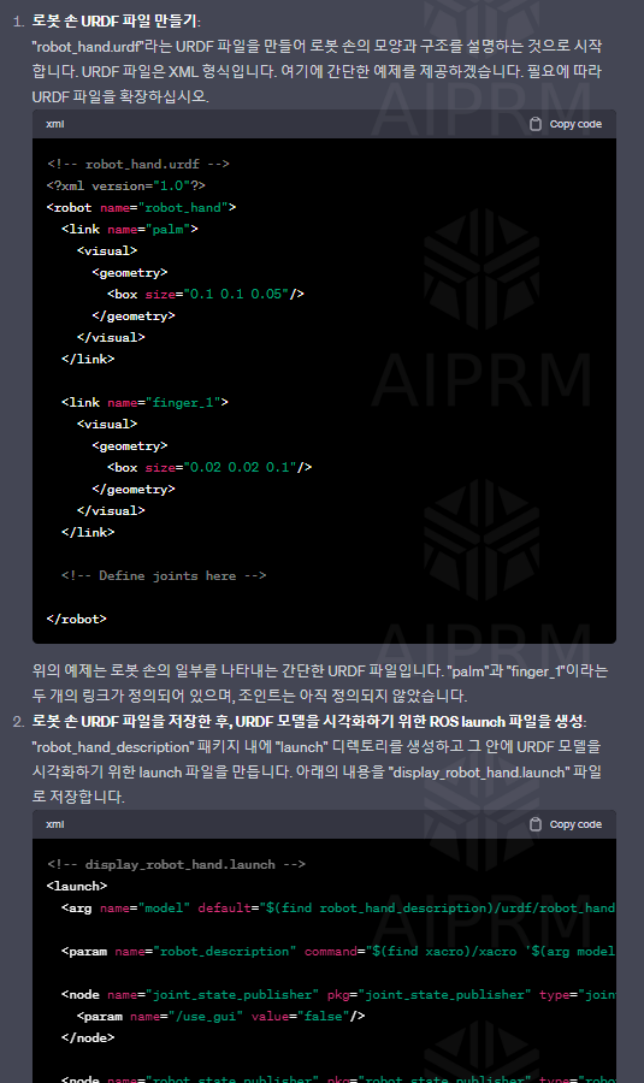 1. 로봇 손 URDF 파일 만들기:
"robot_hand.urdf"라는 URDF 파일을 만들어 로봇 손의 모양과 구조를 설명하는 것으로 시작
합니다. URDF 파일은 XML 형식입니다. 여기에 간단한 예제를 제공하겠습니다. 필요에 따라
URDF 파일을 확장하십시오.
xml Copy code
<!-- robot_hand.urdf -->
<?xml version="1.0"?>
<robot name="robot_hand">
  <link name="palm">
    <visual>
      <geometry>
        <box size="0.1 0.1 0.05"/>
      </geometry>
    </visual>
  </link>
  <link name="finger_1">
    <visual>
      <geometry>
        <box size="0.02 0.02 0.1"/>
      </geometry>
    </visual>
  </link>
  <!-- Define joints here -->
</robot>
위의 예제는 로봇 손의 일부를 나타내는 간단한 URDF 파일입니다. "palm"과 "finger_1"이라는
두 개의 링크가 정의되어 있으며, 조인트는 아직 정의되지 않았습니다.
2. 로봇 손 URDF 파일을 저장한 후, URDF 모델을 시각화하기 위한 ROS launch 파일을 생성:
"robot_hand_description" 패키지 내에 "launch" 디렉토리를 생성하고 그 안에 URDF 모델을
시각화하기 위한 launch 파일을 만듭니다. 아래의 내용을 "display_robot_hand.launch" 파일
로 저장합니다.
xml Copy code
<!-- display_robot_hand.launch -->
<launch>
  <arg name="model" default="$(find robot_hand_description)/urdf/robot_hand
  <param name="robot_description" command="$(find xacro)/xacro '$(arg model
  <node name="joint_state_publisher" pkg="joint_state_publisher" type="join
    <param name="/use_gui" value="false"/>
  </node>
  <node name="robot_state_publisher" pkg="robot_state_publisher" type="robot
AIPRM
AIPRM
AIPRM
AIPRM